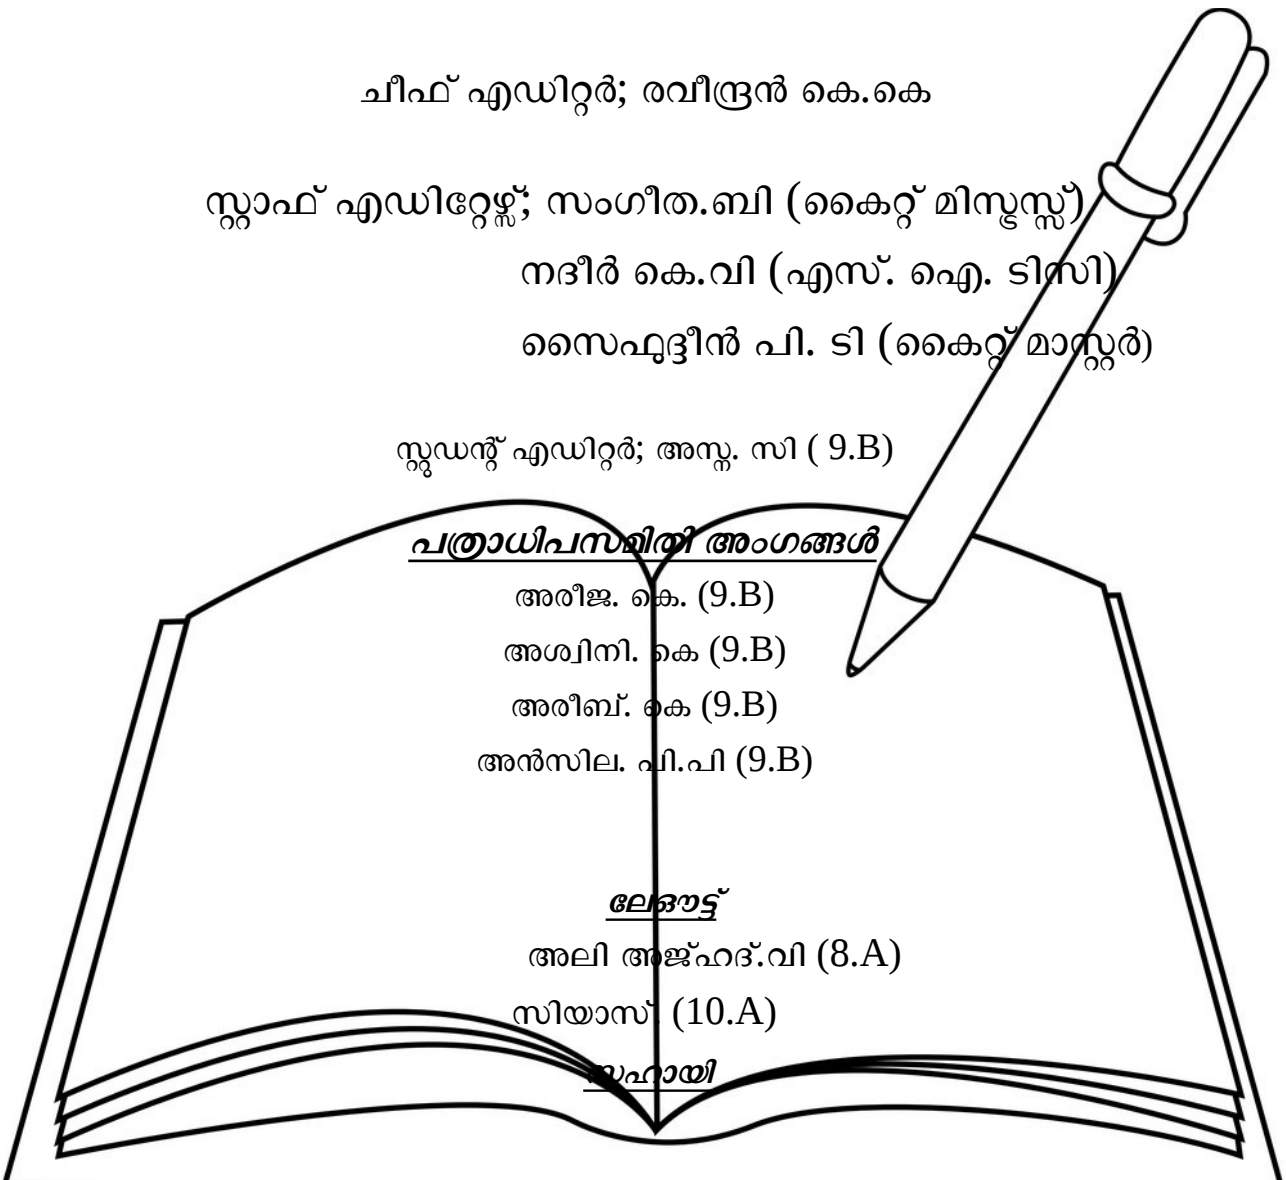 ചീഫ് എഡിറ്റർ; രവീന്ദ്രൻ കെ.കെ
സ്റ്റാഫ് എഡിറ്റേഴ്സ്; സംഗീത.ബി (കൈറ്റ് മിസ്ട്രസ്സ്)
നദീർ കെ.വി (എസ്. ഐ. ടിസി)
സൈഫുദ്ദീൻ പി. ടി (കൈറ്റ് മാസ്റ്റർ)
സ്റ്റുഡന്റ് എഡിറ്റർ; അസ്ന. സി ( 9.B)
പത്രാധിപസമിതി അംഗങ്ങൾ
അരീജ. കെ. (9.B)
അശ്വിനി. കെ (9.B)
അരീബ്. കെ (9.B)
അൻസില. പി.പി (9.B)
ലേഔട്ട്
അലി അജ്ഹദ്.വി (8.A)
സിയാസ്. (10.A)
സഹായി